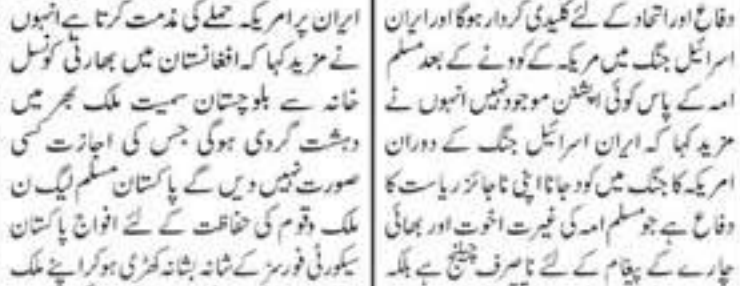 دفاع اور اتحاد کے لئے کلیدی کردار ہوگا اور ایران
اسرائیل جنگ میں مریکہ کے کودنے کے بعد مسلم
امہ کے پاس کوئی اپشن موجود نہیں انہوں نے
مزید کہا کہ ایران اسرائیل جنگ کے دوران
امریکہ کا جنگ میں کود جانا اپنی ناجائز ریاست کا
دفاع ہے جو مسلم امہ کی غیرت اخوت اور بھائی
چارے کے پیغام کے لئے ناصرف چیلنج ہے بلکہ
ایران پر امریکہ حملے کی مذمت کرتا ہے انہوں
نے مزید کہا کہ افغانستان میں بھارتی کونسل
خانہ سے بلوچستان سمیت ملک بھر میں
دہشت گردی ہوگی جس کی اجازت کسی
صورت نہیں دیں گے پاکستان مسلم لیگ ن
ملک وقوم کی حفاظت کے لئے افواج پاکستان
سیکورٹی فورسز کے شانہ بشانہ کھڑی ہوکر اپنے ملک